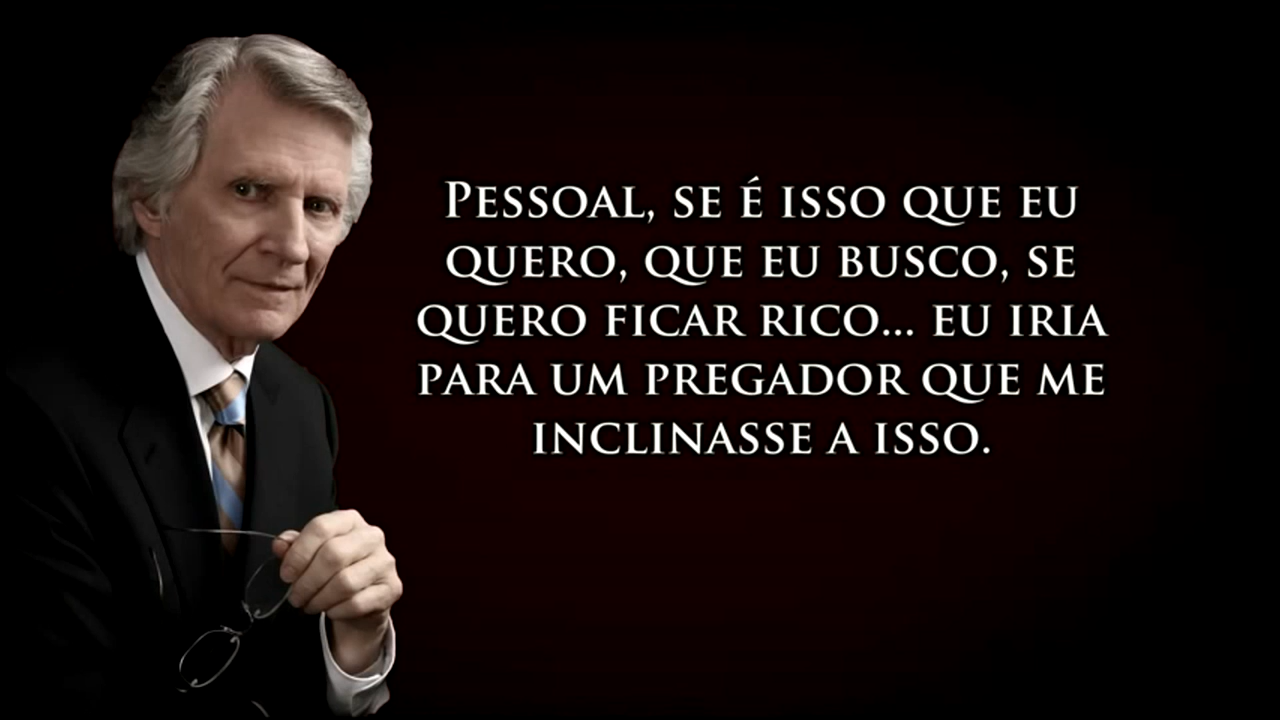 Pessoal, se é isso que eu
quero, que eu busco, se
quero ficar rico... eu iria
para um pregador que me
inclinasse a isso.